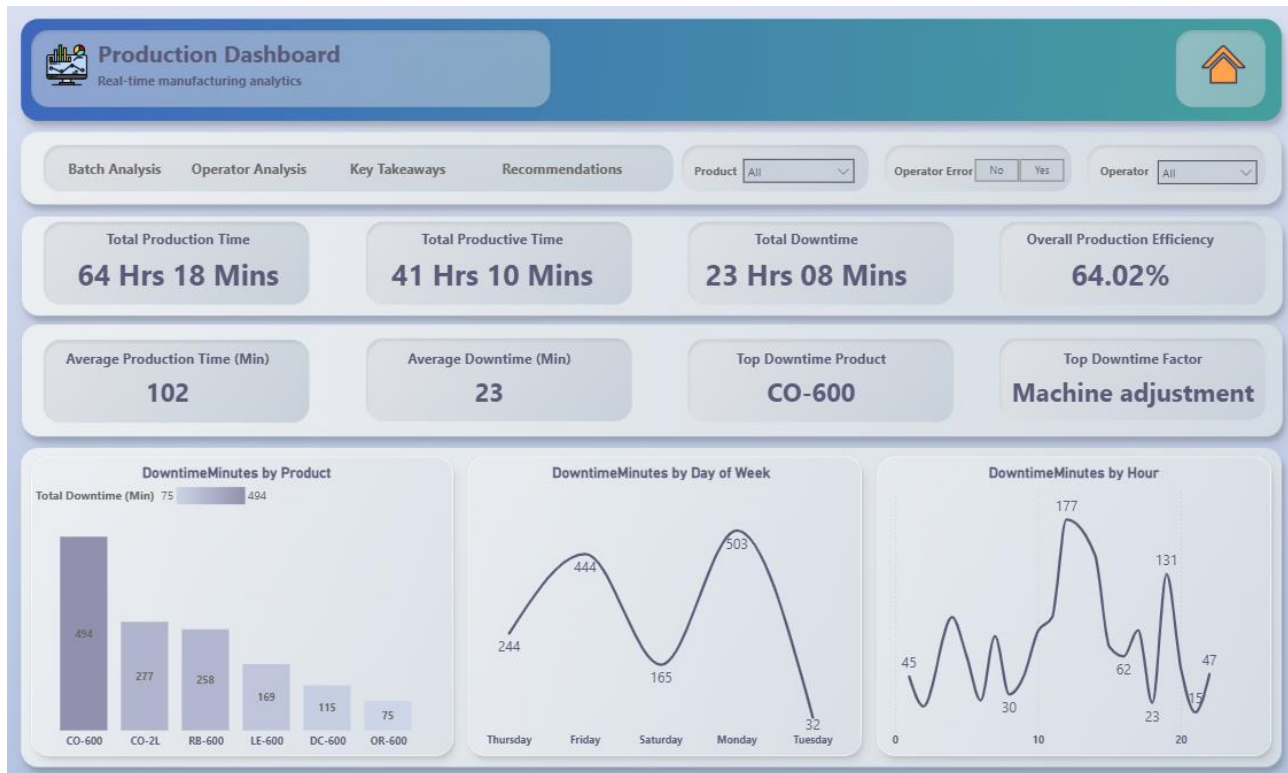 Production Dashboard
Real-time manufacturing analytics
Batch Analysis Operator Analysis Key Takeaways Recommendations Product All Operator Error No Yes Operator All
Total Production Time
64 Hrs 18 Mins
Total Productive Time
41 Hrs 10 Mins
Total Downtime
23 Hrs 08 Mins
Overall Production Efficiency
64.02%
Average Production Time (Min)
102
Average Downtime (Min)
23
Top Downtime Product
CO-600
Top Downtime Factor
Machine adjustment
DowntimeMinutes by Product
Total Downtime (Min) 75 494
494
277
258
169
115
75
CO-600 CO-2L RB-600 LE-600 DC-600 OR-600
DowntimeMinutes by Day of Week
503
444
244
165
32
Thursday Friday Saturday Monday Tuesday
DowntimeMinutes by Hour
177
131
45
62
47
30
15
23
0 10 20